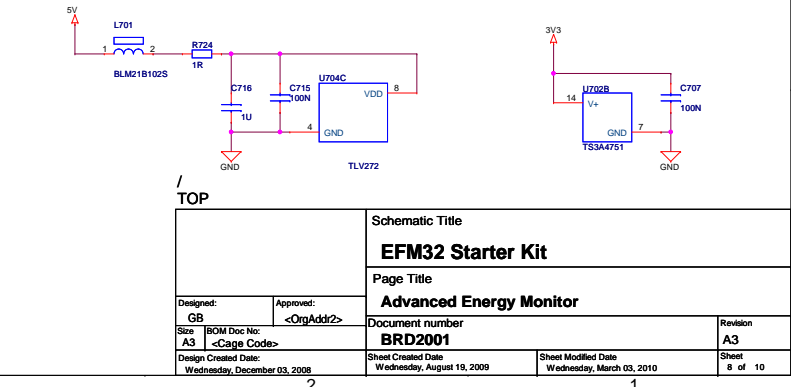 5V
L701
1
2
BLM21B102S
R724
1R
C716
1U
C715
100N
U704C
VDD
8
4
GND
TLV272
GND
3V3
U702B
14
V+
GND
7
TS3A4751
C707
100N
GND
/
TOP
Schematic Title
EFM32 Starter Kit
Page Title
Advanced Energy Monitor
Designed:
GB
Approved:
<OrgAddr2>
Document number
BRD2001
Revision
A3
Size
A3
BOM Doc No:
<Cage Code>
Design Created Date:
Wednesday, December 03, 2008
Sheet Created Date
Wednesday, August 19, 2009
Sheet Modified Date
Wednesday, March 03, 2010
Sheet
8 of 10
2
1